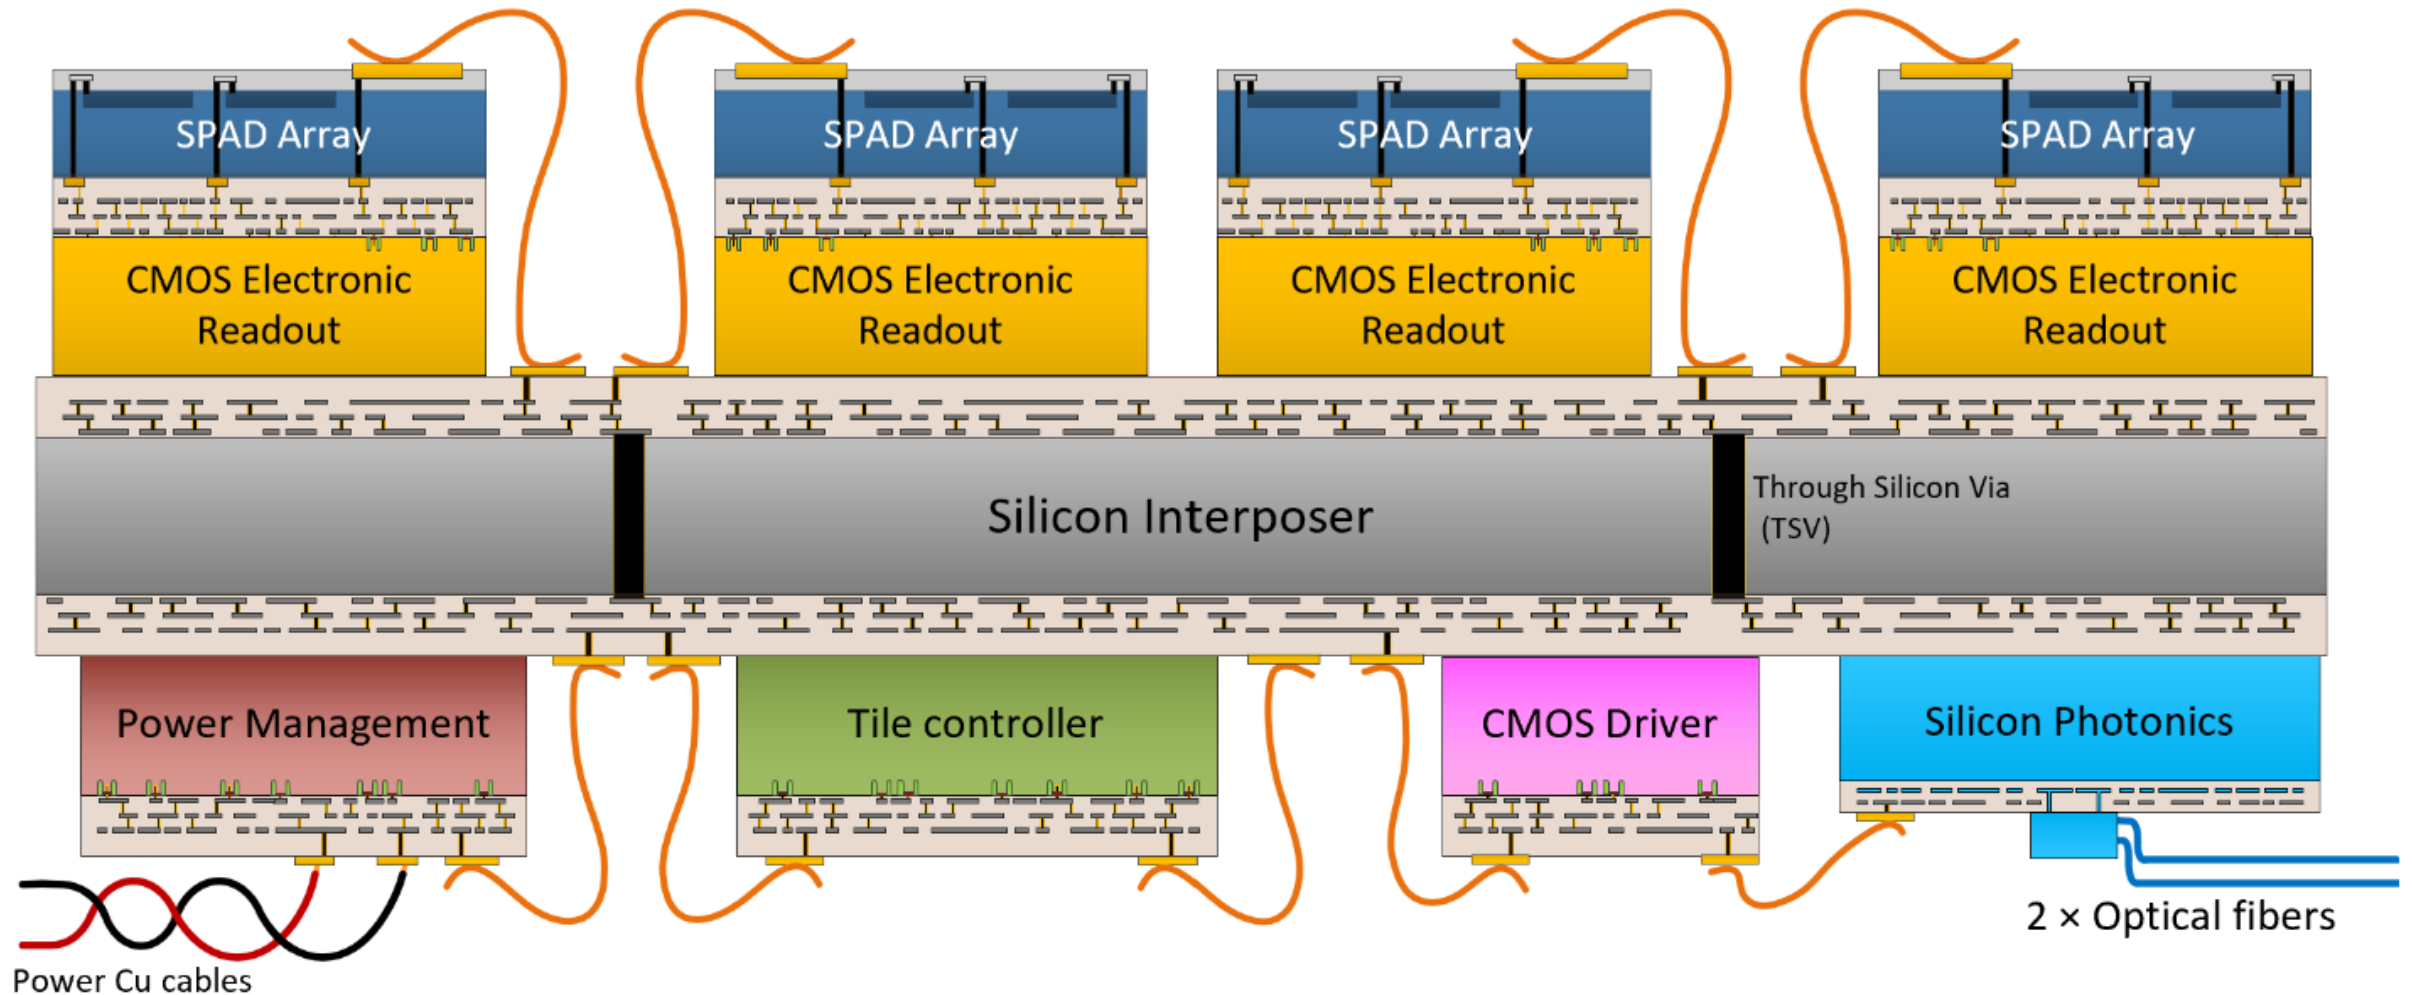 SPAD Array
SPAD Array
SPAD Array
SPAD Array
CMOS Electronic
Readout
CMOS Electronic
Readout
CMOS Electronic
Readout
CMOS Electronic
Readout
Silicon Interposer
Through Silicon Via
(TSV)
Power Management
Tile controller
CMOS Driver
Silicon Photonics
2 × Optical fibers
Power Cu cables